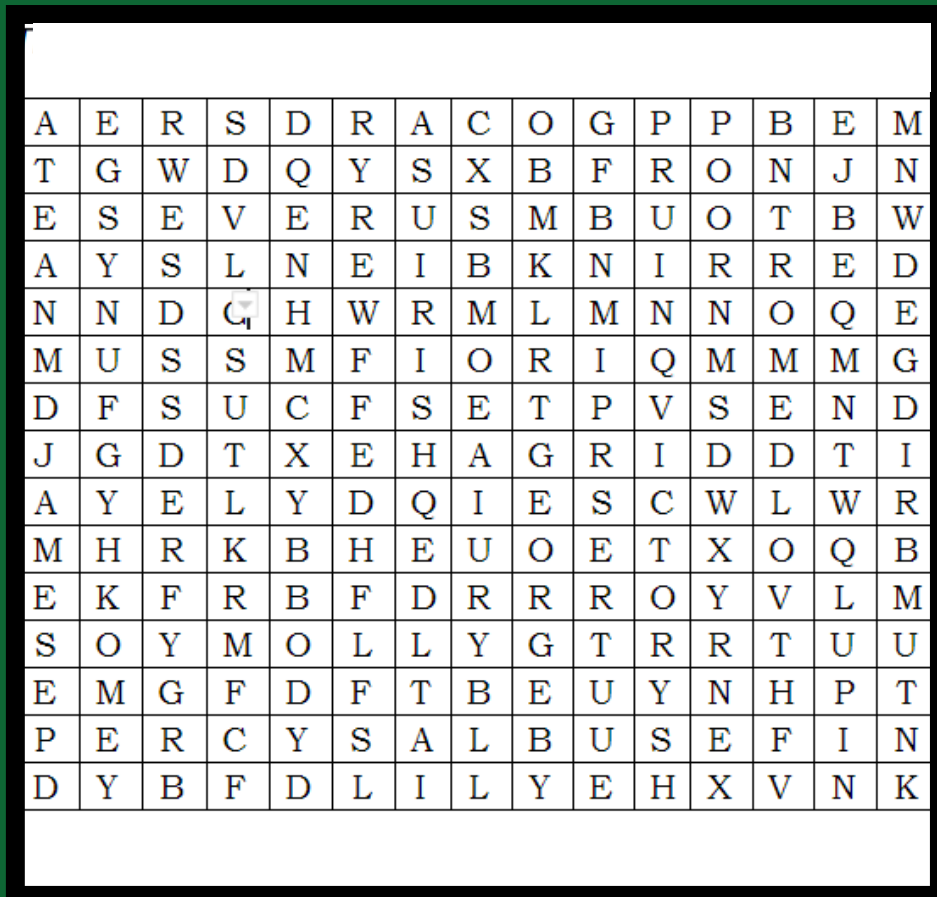 A E R S D R A C O G P P B E M
T G W D Q Y S X B F R O N J N
E S E V E R U S M B U O T B W
A Y S L N E I B K N I R R E D
N N D G H W R M L M N N O Q E
M U S S M F I O R I Q M M M G
D F S U C F S E T P V S E N D
J G D T X E H A G R I D D T I
A Y E L Y D Q I E S C W L W R
M H R K B H E U O E T X O Q B
E K F R B F D R R R O Y V L M
S O Y M O L L Y G T R R T U U
E M G F D F T B E U Y N H P T
P E R C Y S A L B U S E F I N
D Y B F D L I L Y E H X V N K